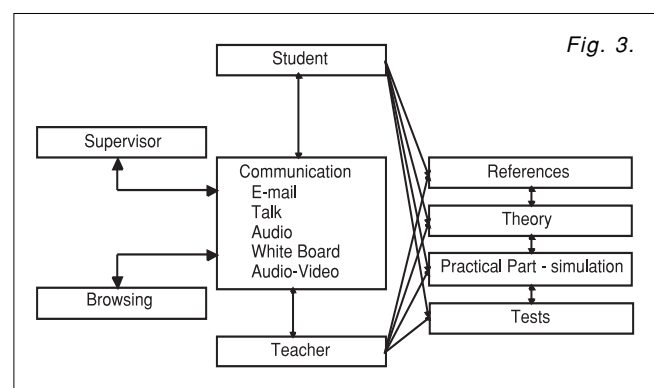 Fig. 3.
Student
Supervisor
Communication
E-mail
Talk
Audio
White Board
Audio-Video
References
Theory
Practical Part - simulation
Browsing
Tests
Teacher